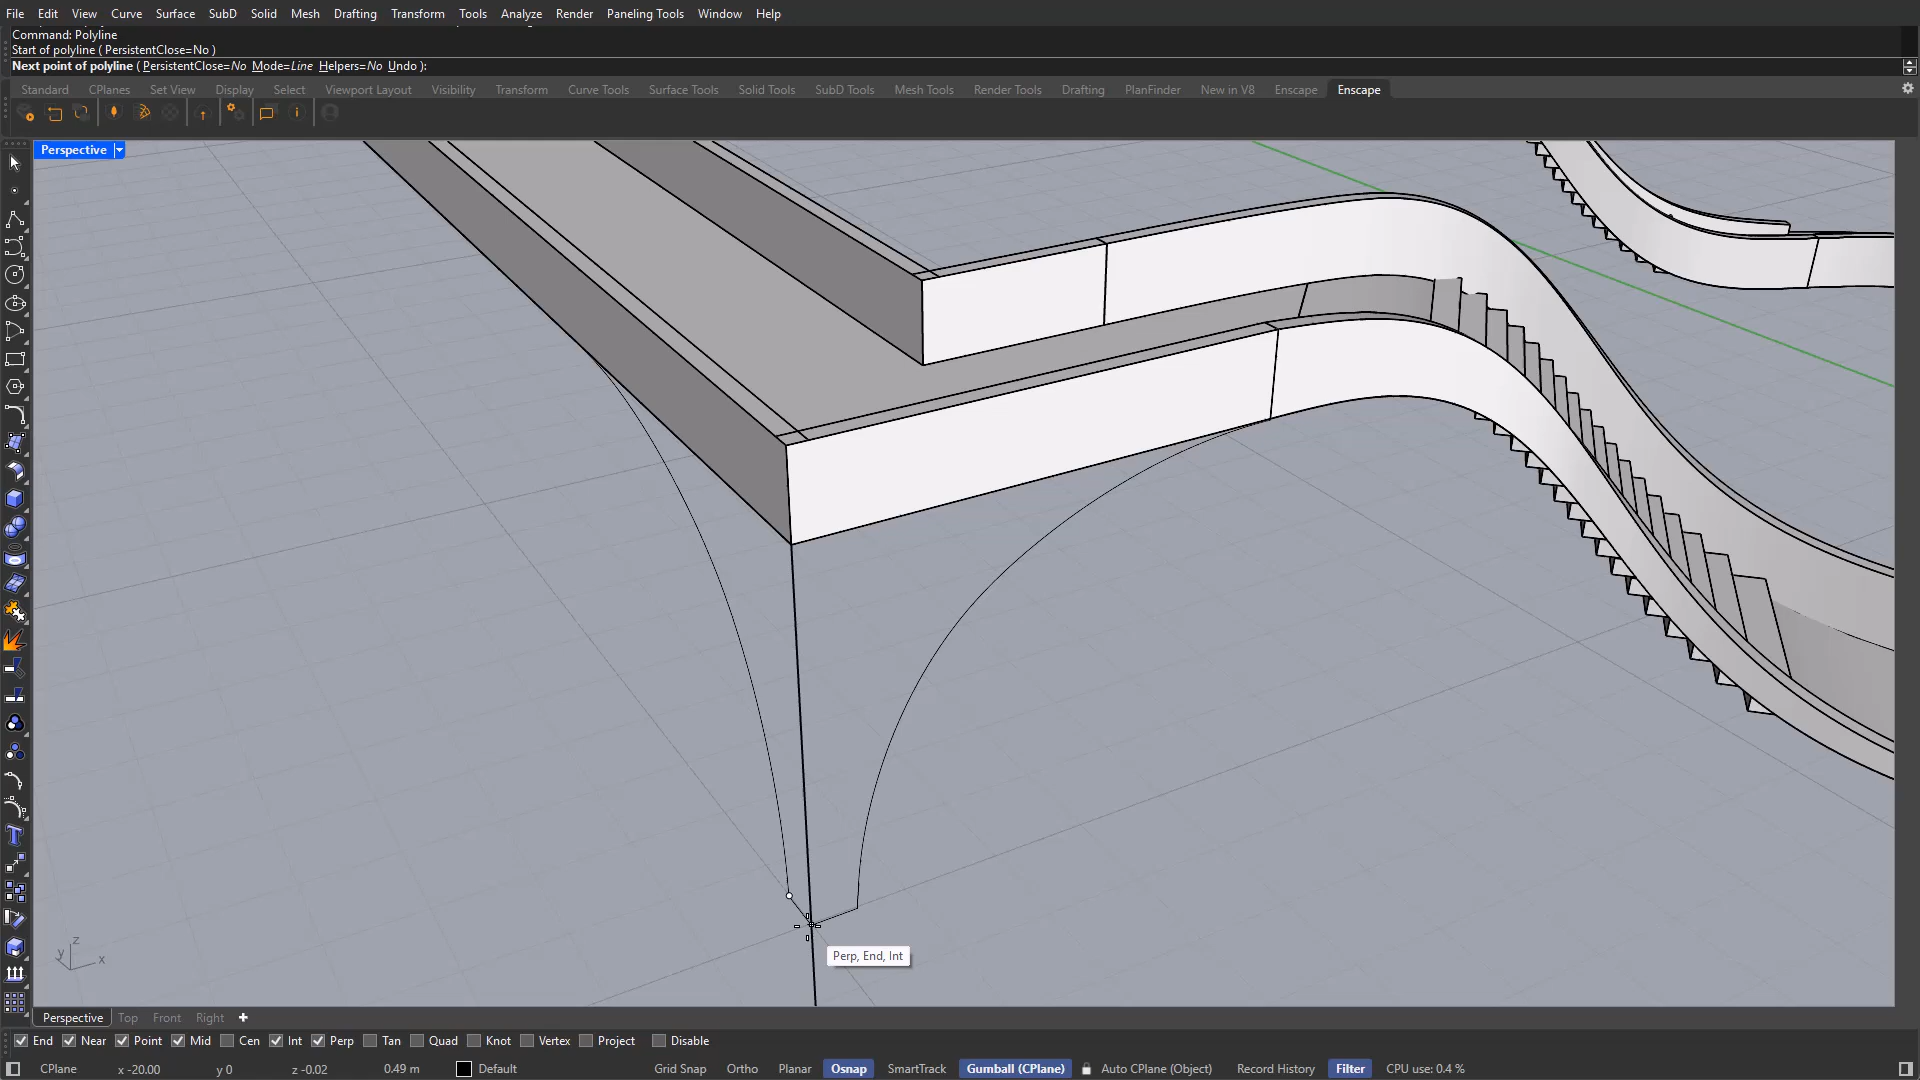 File Edit View Curve Surface SubD Solid Mesh Drafting Transform Tools Analyze Render Paneling Tools Window Help
Command: Polyline
Start of polyline ( PersistentClose=No )
Next point of polyline ( PersistentClose=No Mode=Line Helpers=No Undo ):
Standard CPlanes Set View Display Select Viewport Layout Visibility Transform Curve Tools Surface Tools Solid Tools SubD Tools Mesh Tools Render Tools Drafting PlanFinder New in V8 Enscape Enscape
Perspective
Perp, End, Int
z
y
x
Perspective Top Front Right
End Near Point Mid Cen Int Perp Tan Quad Knot Vertex Project Disable
CPlane x -20.00 y 0 z -0.02 0.49 m Default Grid Snap Ortho Planar Osnap SmartTrack Gumball (CPlane) Auto CPlane (Object) Record History Filter CPU use: 0.4 %